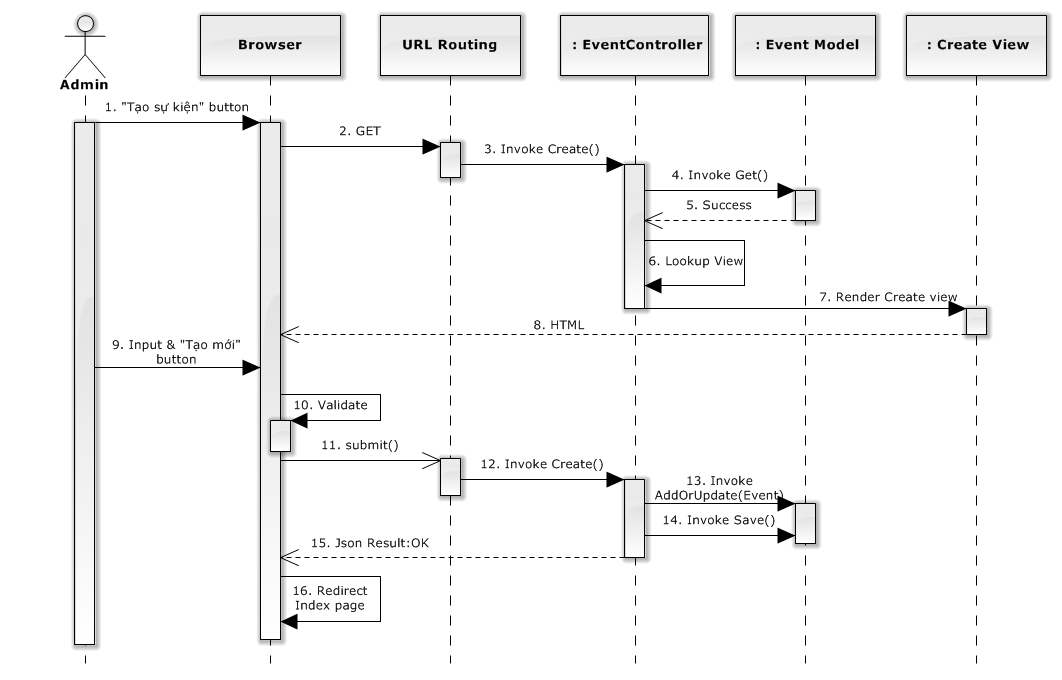 Browser
URL Routing
: EventController
: Event Model
: Create View
Admin
1. "Tạo sự kiện" button
2. GET
3. Invoke Create()
4. Invoke Get()
5. Success
6. Lookup View
7. Render Create view
8. HTML
9. Input & "Tạo mới"
button
10. Validate
11. submit()
12. Invoke Create()
13. Invoke
AddOrUpdate(Event)
14. Invoke Save()
15. Json Result:OK
16. Redirect
Index page